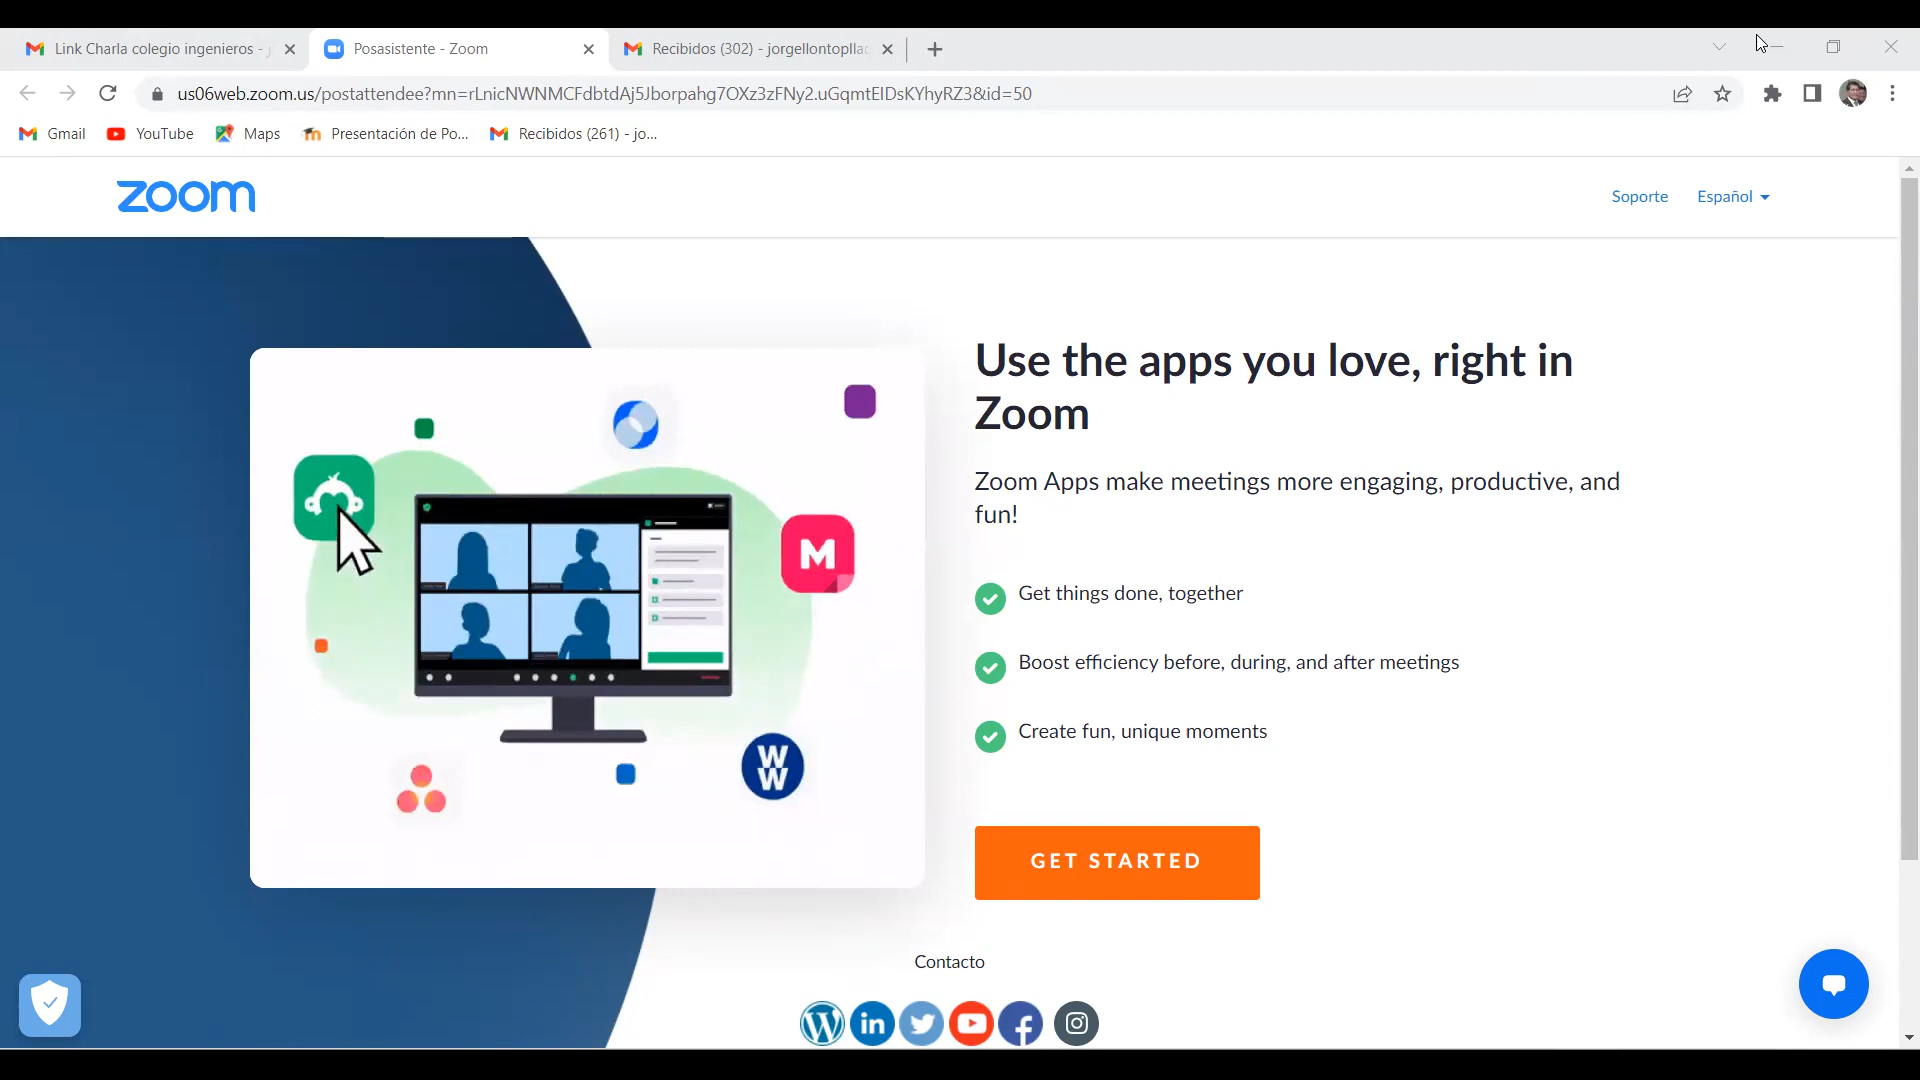 Link Charla colegio ingenieros - j
Posasistente - Zoom
Recibidos (302) - jorgellontopllac
us06web.zoom.us/postattendee?mn=rLnicNWNMCFdbtdAj5Jborpahg7OXz3zFNy2.uGqmtEIDsKYhyRZ3&id=50
Gmail
YouTube
Maps
Presentación de Po...
Recibidos (261) - jo...
zoom
Soporte
Español
Use the apps you love, right in
Zoom
Zoom Apps make meetings more engaging, productive, and
fun!
Get things done, together
Boost efficiency before, during, and after meetings
Create fun, unique moments
M
W
W
GET STARTED
Contacto